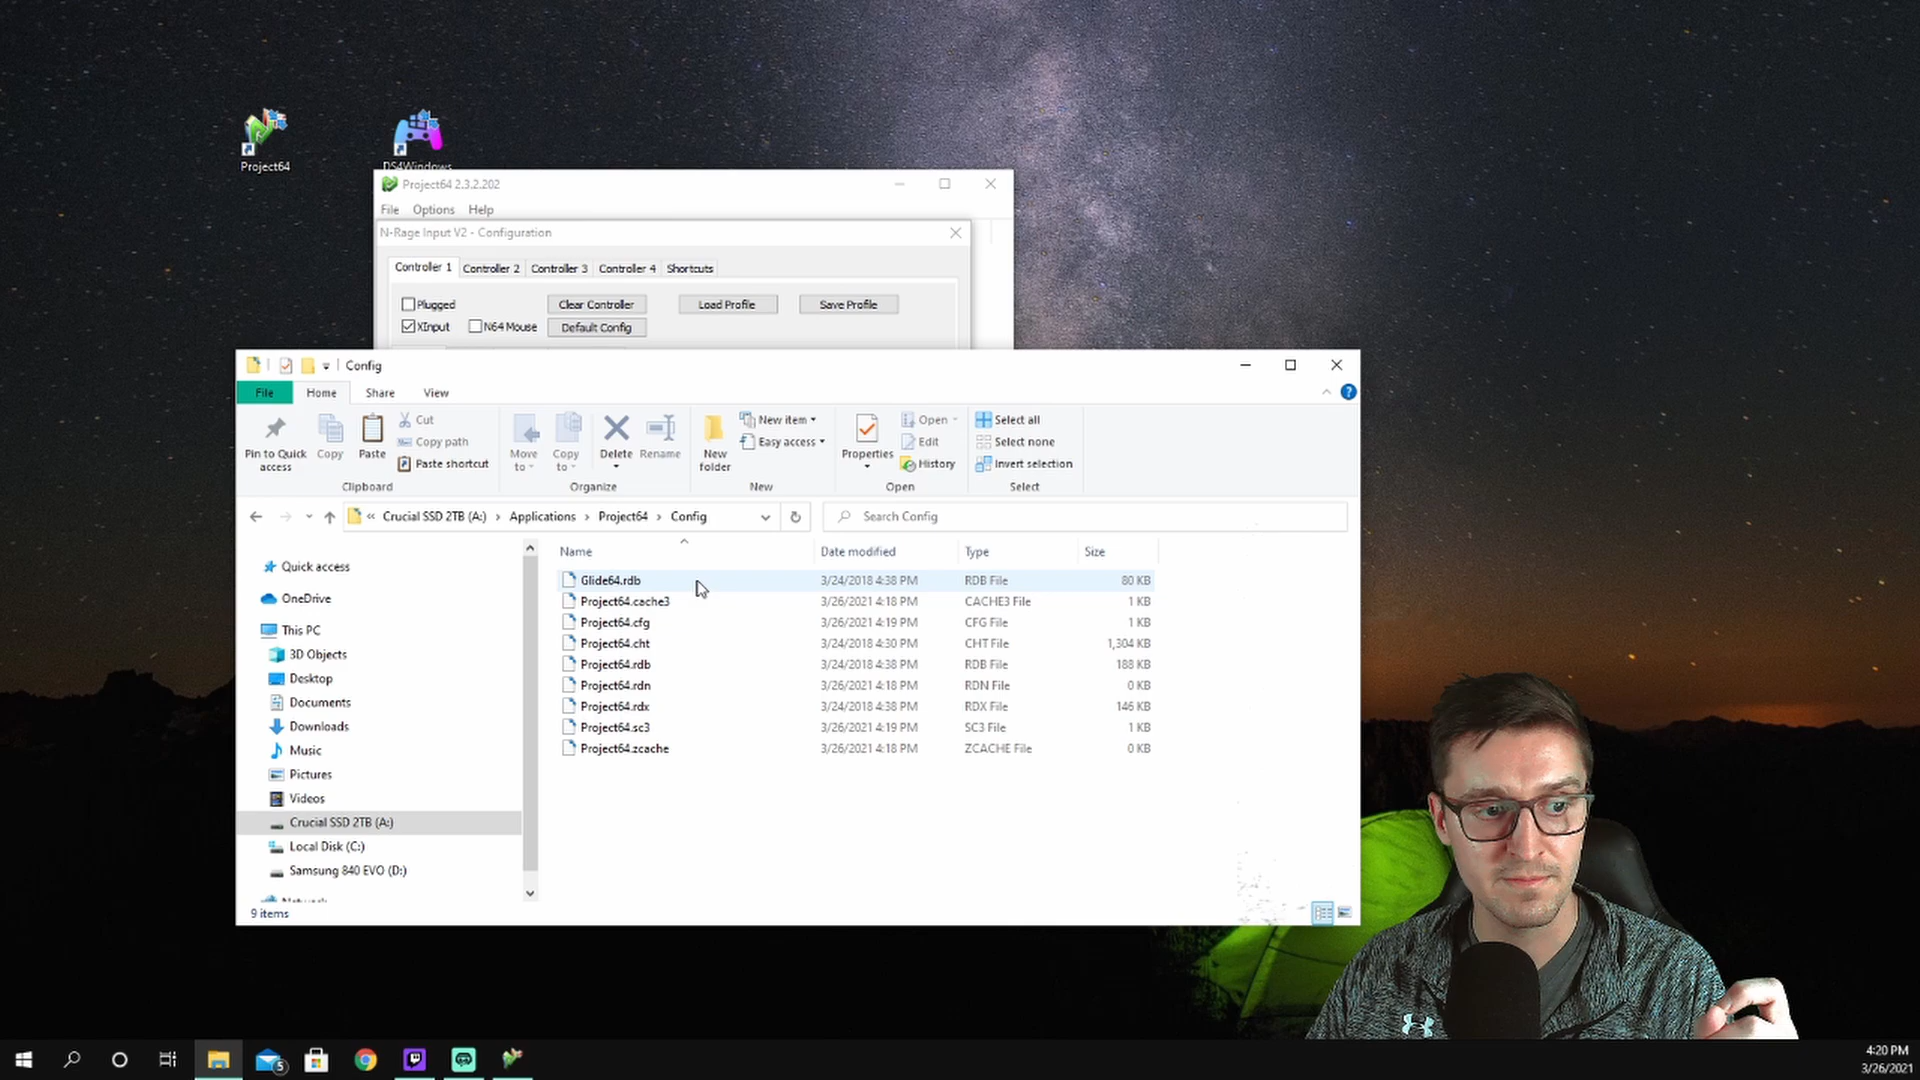 Project64
DS4Windows
Project64 2.3.2.202
File Options Help
N-Rage Input V2 - Configuration
Controller 1 Controller 2 Controller 3 Controller 4 Shortcuts
Plugged Clear Controller Load Profile Save Profile
XInput N64 Mouse Default Config
Config
File Home Share View
Pin to Quick access
Copy
Paste
Cut
Copy path
Paste shortcut
Clipboard
Move to
Copy to
Delete
Rename
Organize
New folder
New item
Easy access
New
Properties
Open
Edit
History
Open
Select all
Select none
Invert selection
Select
« Crucial SSD 2TB (A:) › Applications › Project64 › Config
Search Config
Quick access
OneDrive
This PC
3D Objects
Desktop
Documents
Downloads
Music
Pictures
Videos
Crucial SSD 2TB (A:)
Local Disk (C:)
Samsung 840 EVO (D:)
Name Date modified Type Size
Glide64.rdb 3/24/2018 4:38 PM RDB File 80 KB
Project64.cache3 3/26/2021 4:18 PM CACHE3 File 1 KB
Project64.cfg 3/26/2021 4:19 PM CFG File 1 KB
Project64.cht 3/24/2018 4:30 PM CHT File 1,304 KB
Project64.rdb 3/24/2018 4:38 PM RDB File 188 KB
Project64.rdn 3/26/2021 4:18 PM RDN File 0 KB
Project64.rdx 3/24/2018 4:38 PM RDX File 146 KB
Project64.sc3 3/26/2021 4:19 PM SC3 File 1 KB
Project64.zcache 3/26/2021 4:18 PM ZCACHE File 0 KB
9 items
5
4:20 PM
3/26/2021